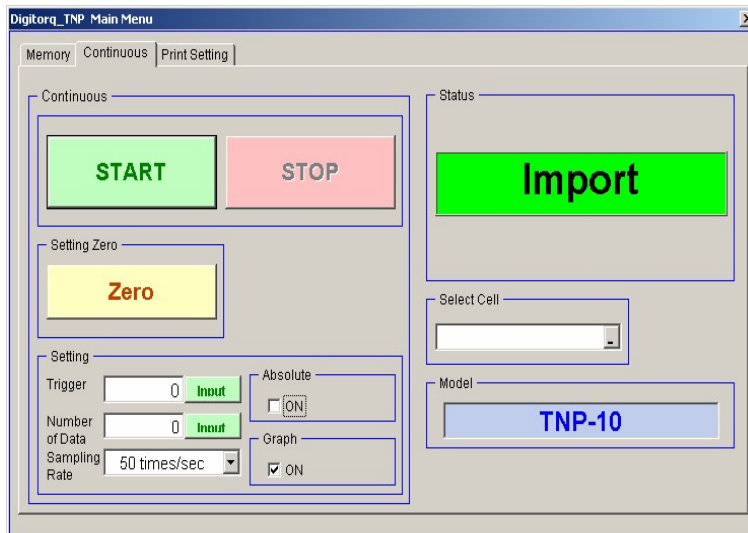 Digitorq_TNP Main Menu
Memory
Continuous
Print Setting
Continuous
START
STOP
Setting Zero
Zero
Setting
Trigger
0
Input
Number
of Data
0
Input
Sampling
Rate
50 times/sec
Absolute
ON
Graph
ON
Status
Import
Select Cell
Model
TNP-10